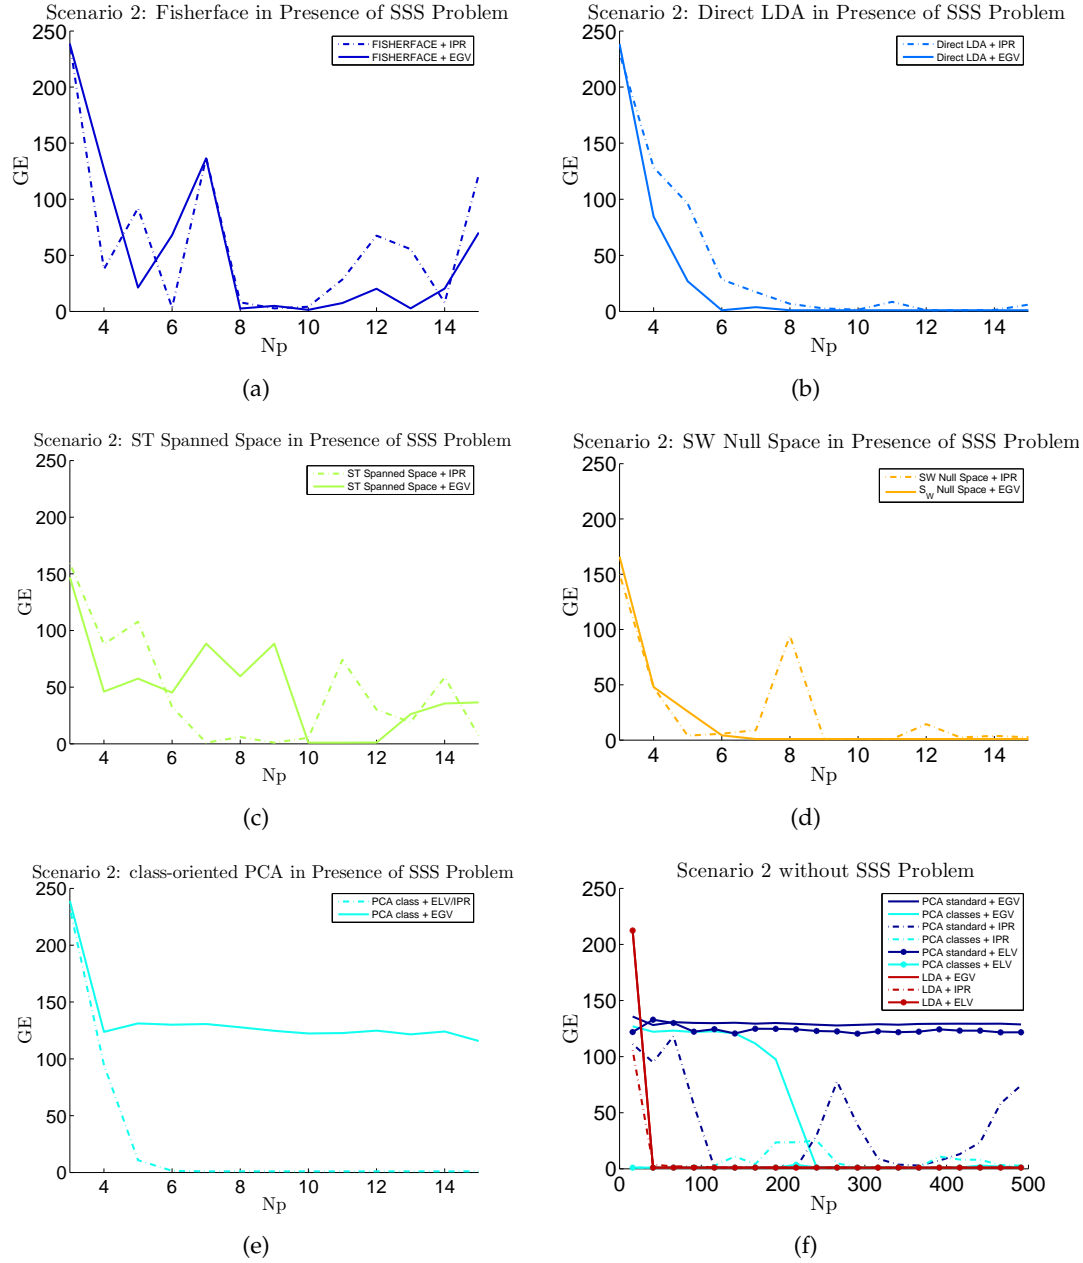 Scenario 2: Fisherface in Presence of SSS Problem
250
200
150
100
50
0
GE
FISHERFACE + IPR
FISHERFACE + EGV
4 6 8 10 12 14
Np
(a)
Scenario 2: Direct LDA in Presence of SSS Problem
250
200
150
100
50
0
GE
Direct LDA + IPR
Direct LDA + EGV
4 6 8 10 12 14
Np
(b)
Scenario 2: ST Spanned Space in Presence of SSS Problem
250
200
150
100
50
0
GE
ST Spanned Space + IPR
ST Spanned Space + EGV
4 6 8 10 12 14
Np
(c)
Scenario 2: SW Null Space in Presence of SSS Problem
250
200
150
100
50
0
GE
SW Null Space + IPR
S_W Null Space + EGV
4 6 8 10 12 14
Np
(d)
Scenario 2: class-oriented PCA in Presence of SSS Problem
250
200
150
100
50
0
GE
PCA class + ELV/IPR
PCA class + EGV
4 6 8 10 12 14
Np
(e)
Scenario 2 without SSS Problem
250
200
150
100
50
0
GE
PCA standard + EGV
PCA classes + EGV
PCA standard + IPR
PCA classes + IPR
PCA standard + ELV
PCA classes + ELV
LDA + EGV
LDA + IPR
LDA + ELV
0 100 200 300 400 500
Np
(f)